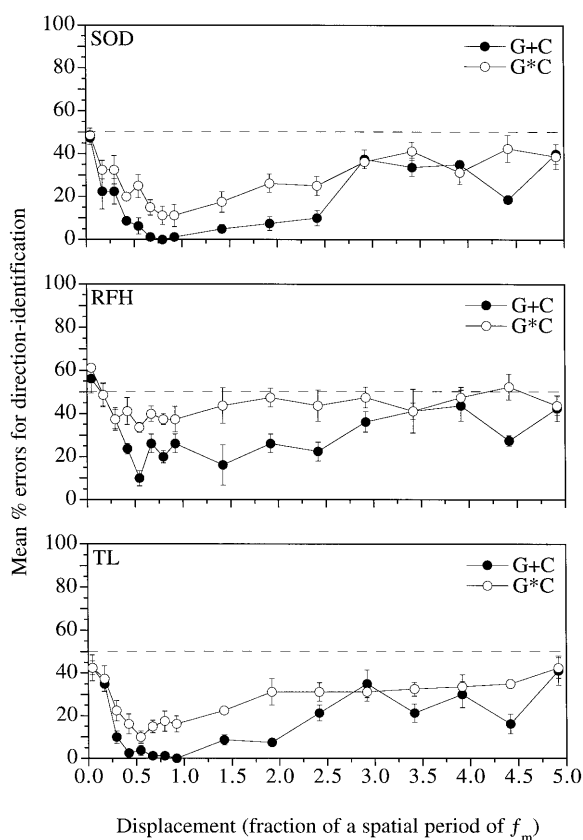 SOD
G+C
G*C
100
80
60
40
20
0
RFH
G+C
G*C
100
80
60
40
20
0
TL
G+C
G*C
100
80
60
40
20
0
0.0 0.5 1.0 1.5 2.0 2.5 3.0 3.5 4.0 4.5 5.0
Mean % errors for direction-identification
Displacement (fraction of a spatial period of fm)